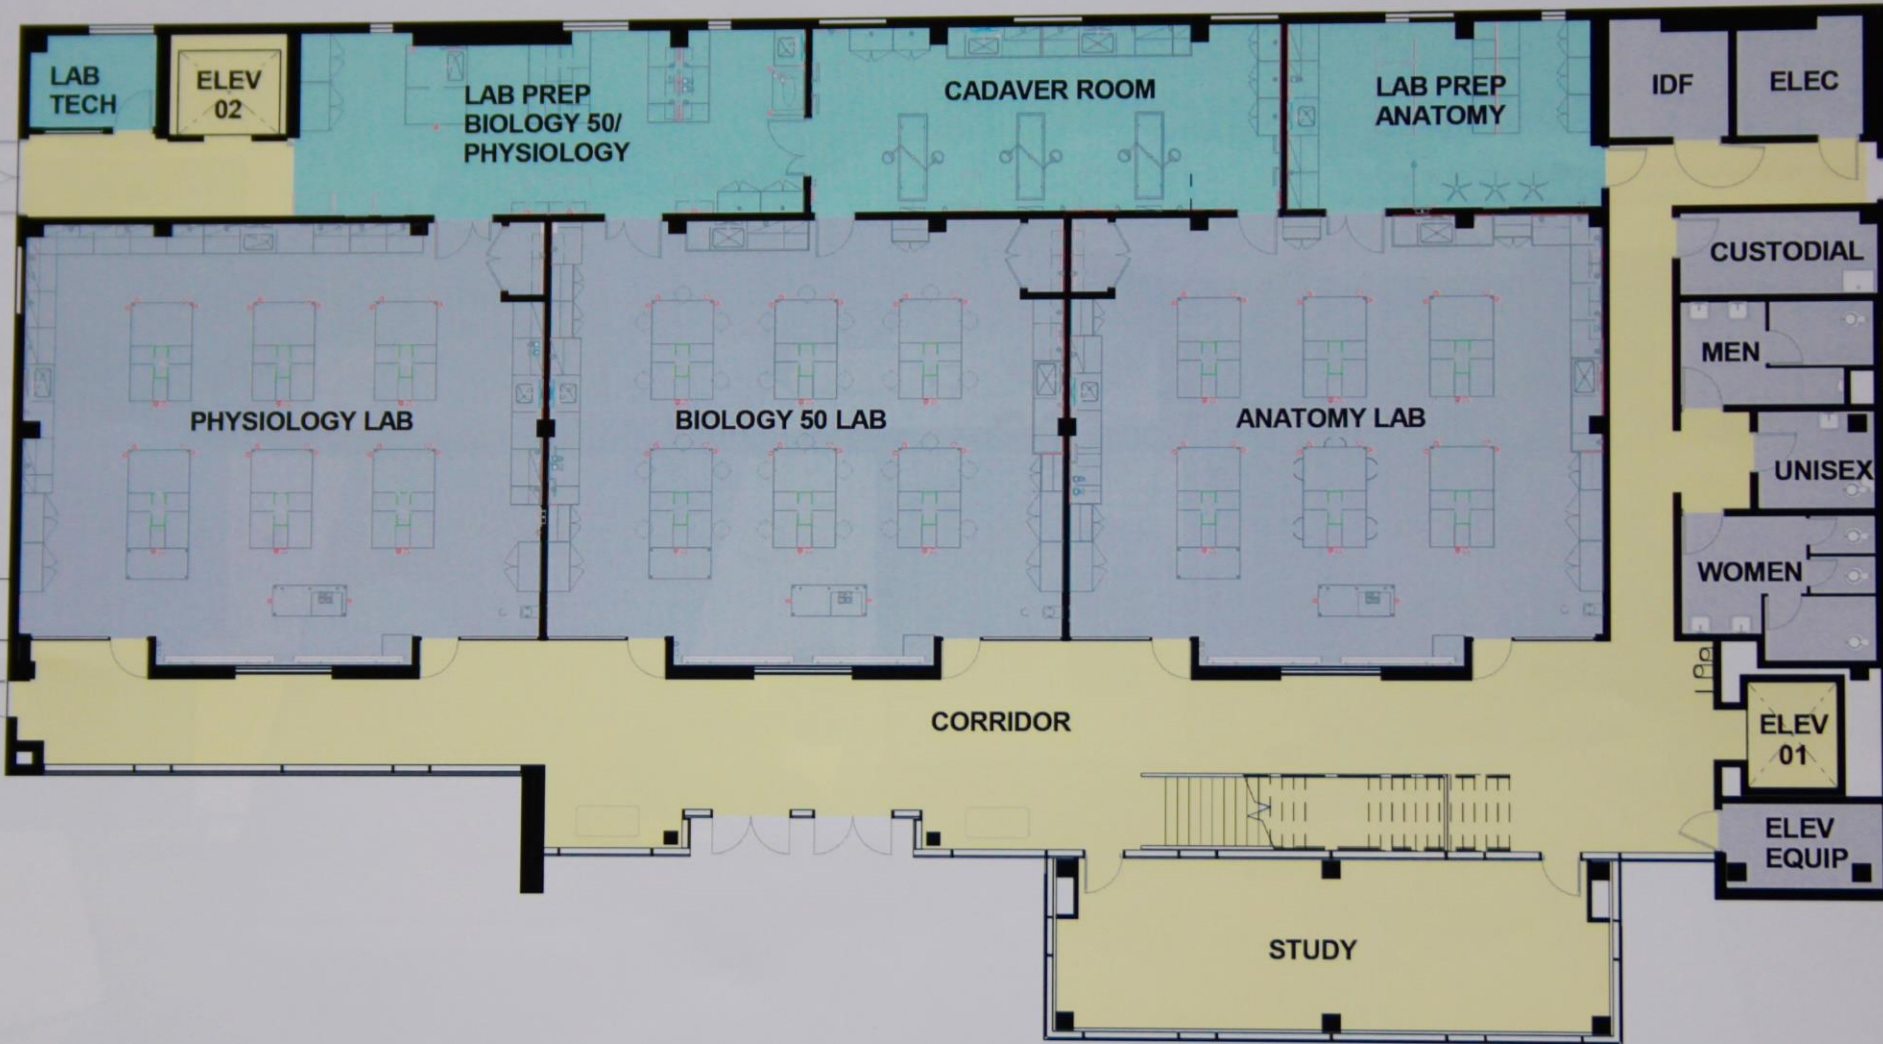 LAB
TECH
ELEV
02
LAB PREP
BIOLOGY 50/
PHYSIOLOGY
CADAVER ROOM
LAB PREP
ANATOMY
IDF
ELEC
CUSTODIAL
MEN
PHYSIOLOGY LAB
BIOLOGY 50 LAB
ANATOMY LAB
UNISEX
WOMEN
CORRIDOR
ELEV
01
ELEV
EQUIP
STUDY